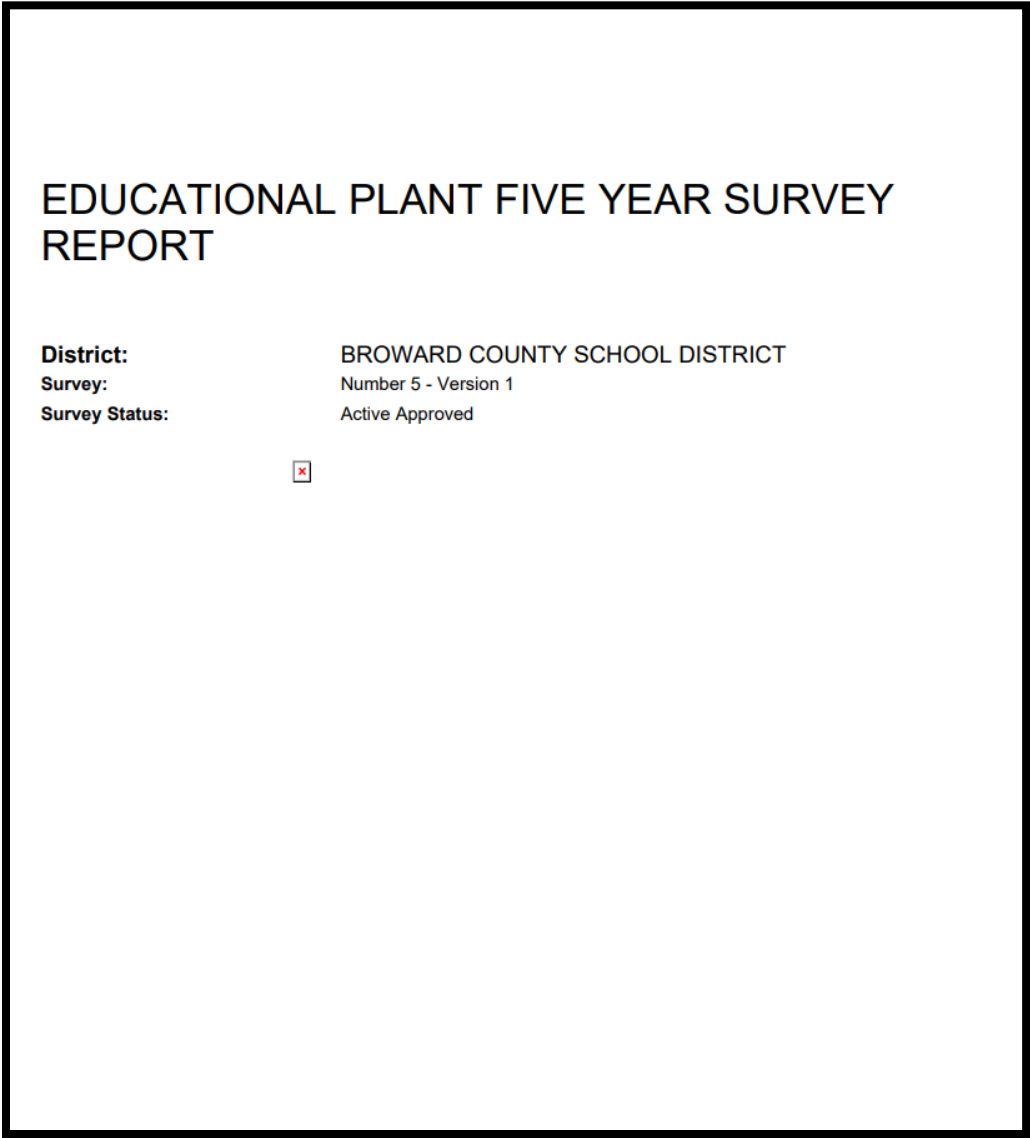 EDUCATIONAL PLANT FIVE YEAR SURVEY
REPORT
District: BROWARD COUNTY SCHOOL DISTRICT
Survey: Number 5 - Version 1
Survey Status: Active Approved